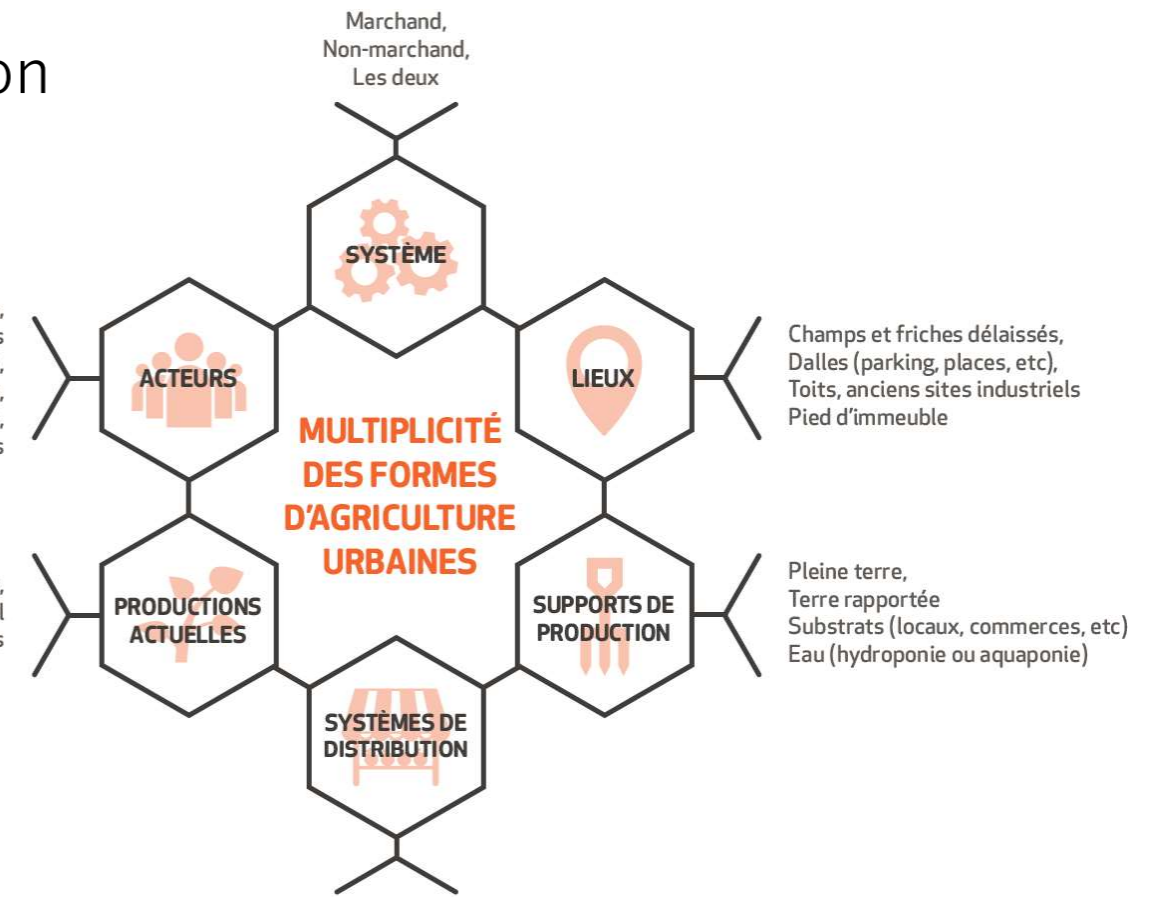 on
Marchand,
Non-marchand,
Les deux
SYSTÈME
ACTEURS
LIEUX
Champs et friches délaissés,
Dalles (parking, places, etc),
Toits, anciens sites industriels
Pied d’immeuble
MULTIPLICITÉ
DES FORMES
D’AGRICULTURE
URBAINES
PRODUCTIONS
ACTUELLES
SUPPORTS DE
PRODUCTION
Pleine terre,
Terre rapportée
Substrats (locaux, commerces, etc)
Eau (hydroponie ou aquaponie)
SYSTÈMES DE
DISTRIBUTION